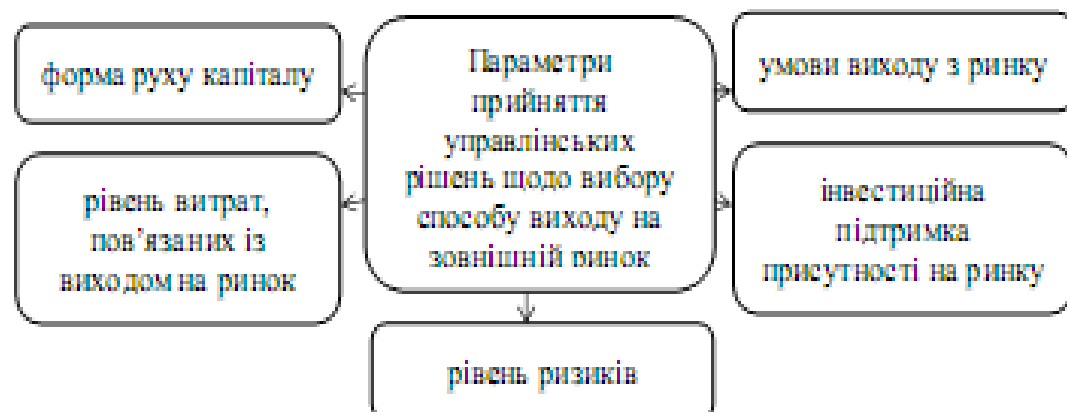 форма руху капіталу
Параметри
прийняття
управлінських
рішень щодо вибору
способу виходу на
зовнішній ринок
умови виходу з ринку
рівень витрат,
пов’язаних із
виходом на ринок
інвестиційна
підтримка
присутності на ринку
рівень ризиків